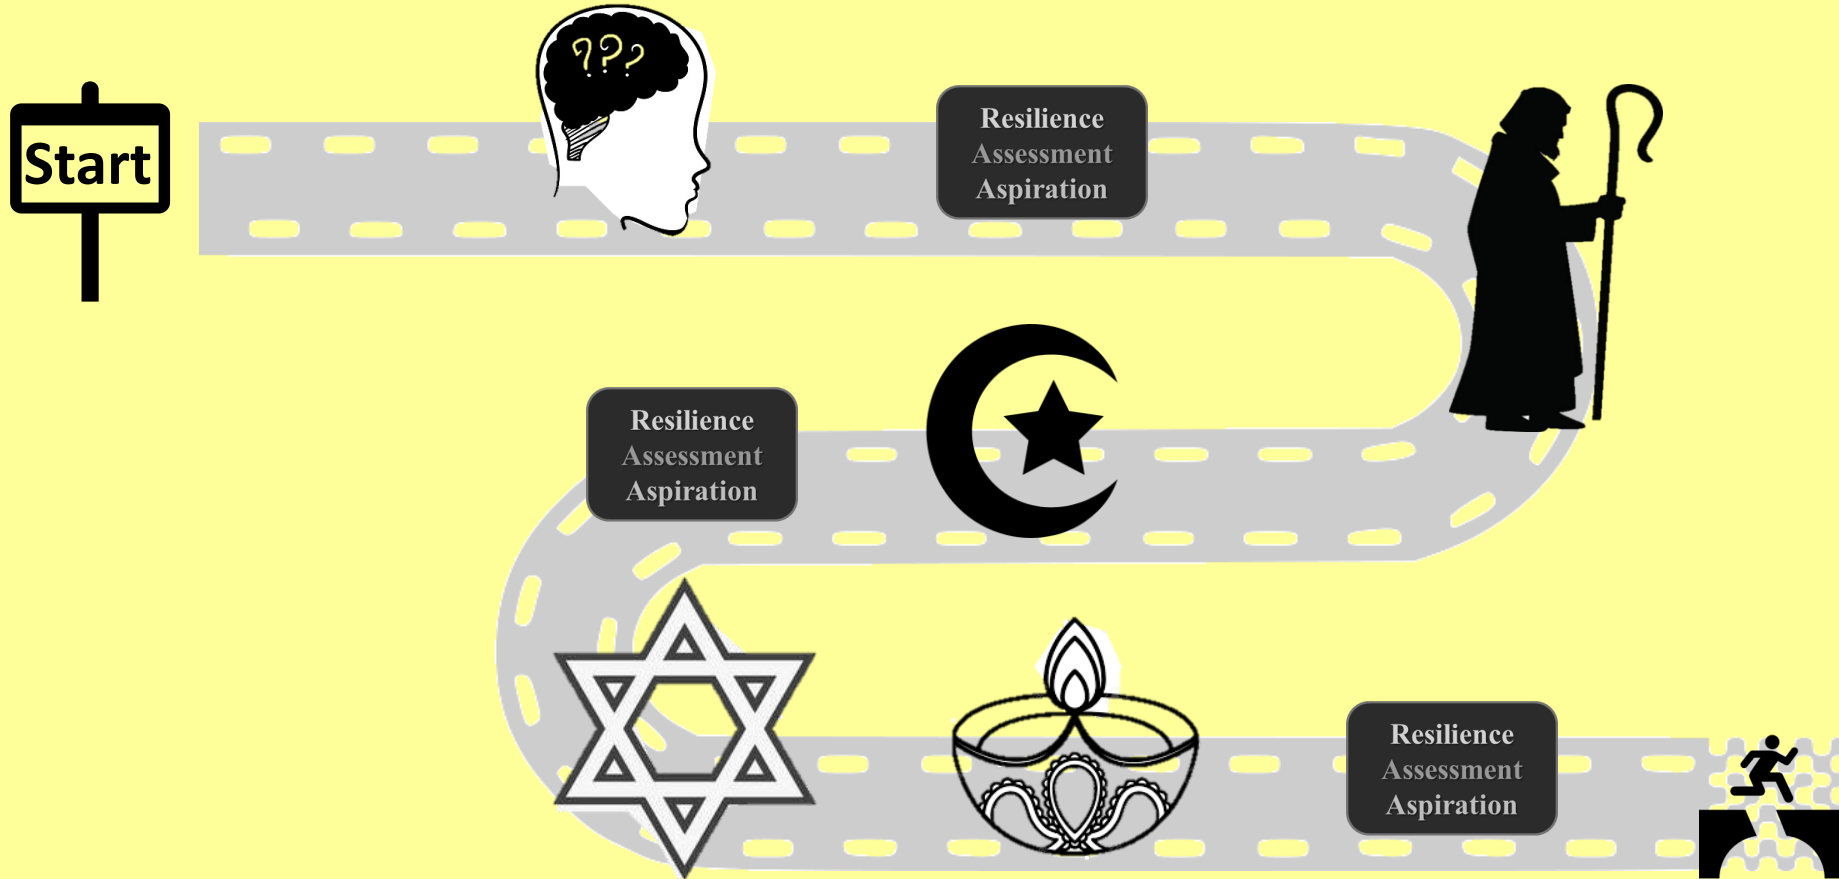 ???
Start
Resilience
Assessment
Aspiration
Resilience
Assessment
Aspiration
Resilience
Assessment
Aspiration